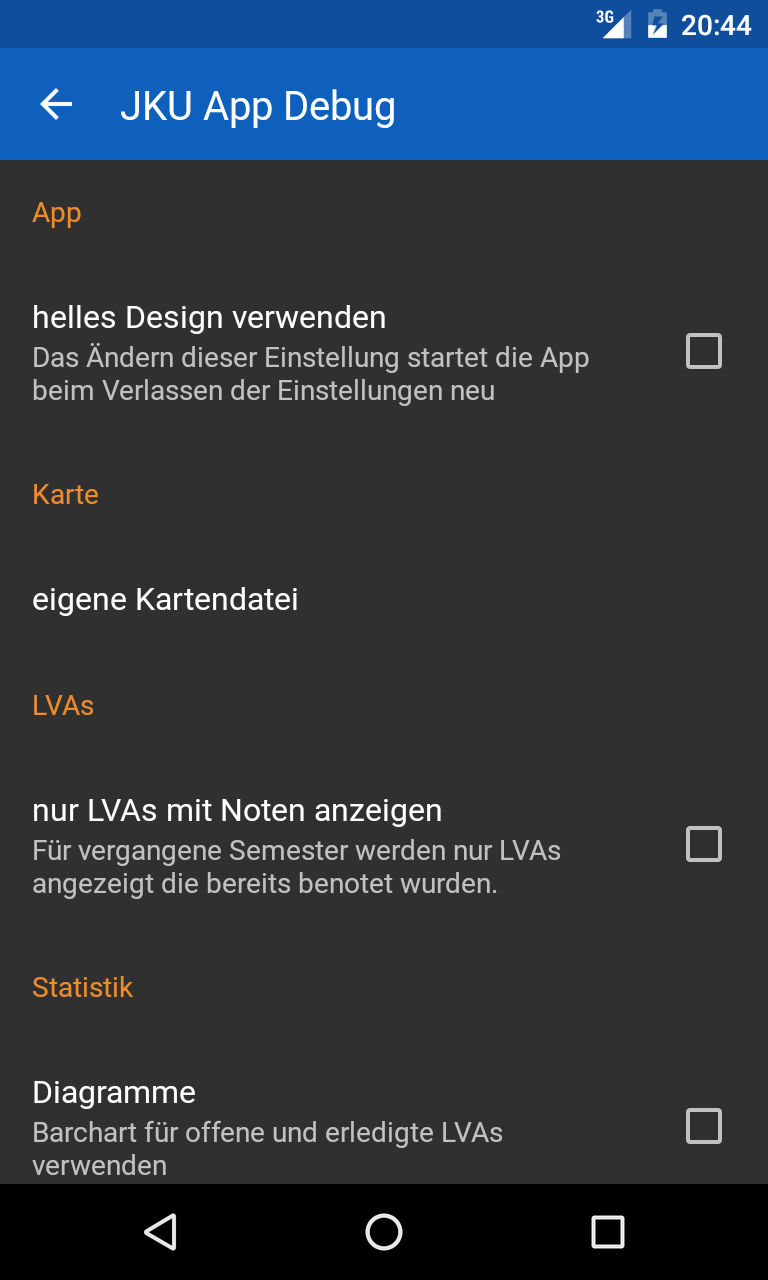 3G
20:44
JKU App Debug
App
helles Design verwenden
Das Ändern dieser Einstellung startet die App
beim Verlassen der Einstellungen neu
Karte
eigene Kartendatei
LVAs
nur LVAs mit Noten anzeigen
Für vergangene Semester werden nur LVAs
angezeigt die bereits benotet wurden.
Statistik
Diagramme
Barchart für offene und erledigte LVAs
verwenden